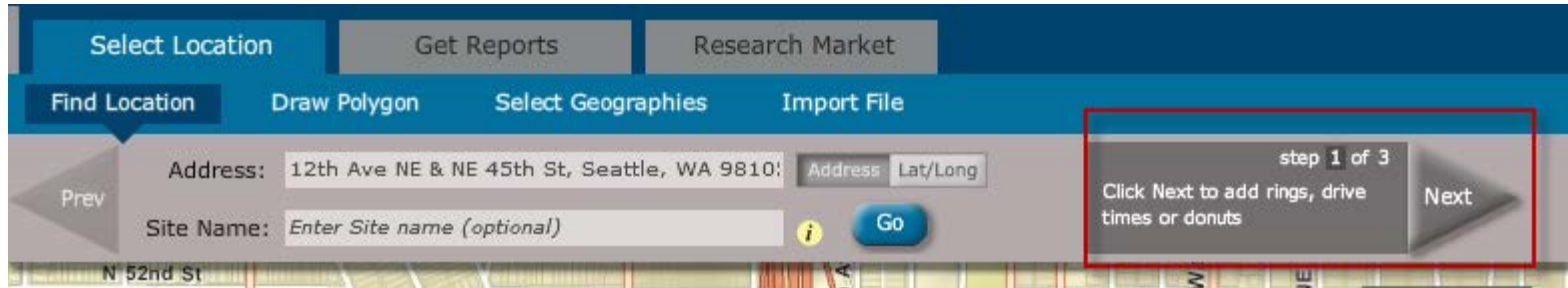 Select Location Get Reports Research Market
Find Location Draw Polygon Select Geographies Import File
step 1 of 3
Address: 12th Ave NE & NE 45th St, Seattle, WA 9810 Address Lat/Long
Click Next to add rings, drive
times or donuts
Prev
Next
Site Name: Enter Site name (optional) i Go
N 52nd St